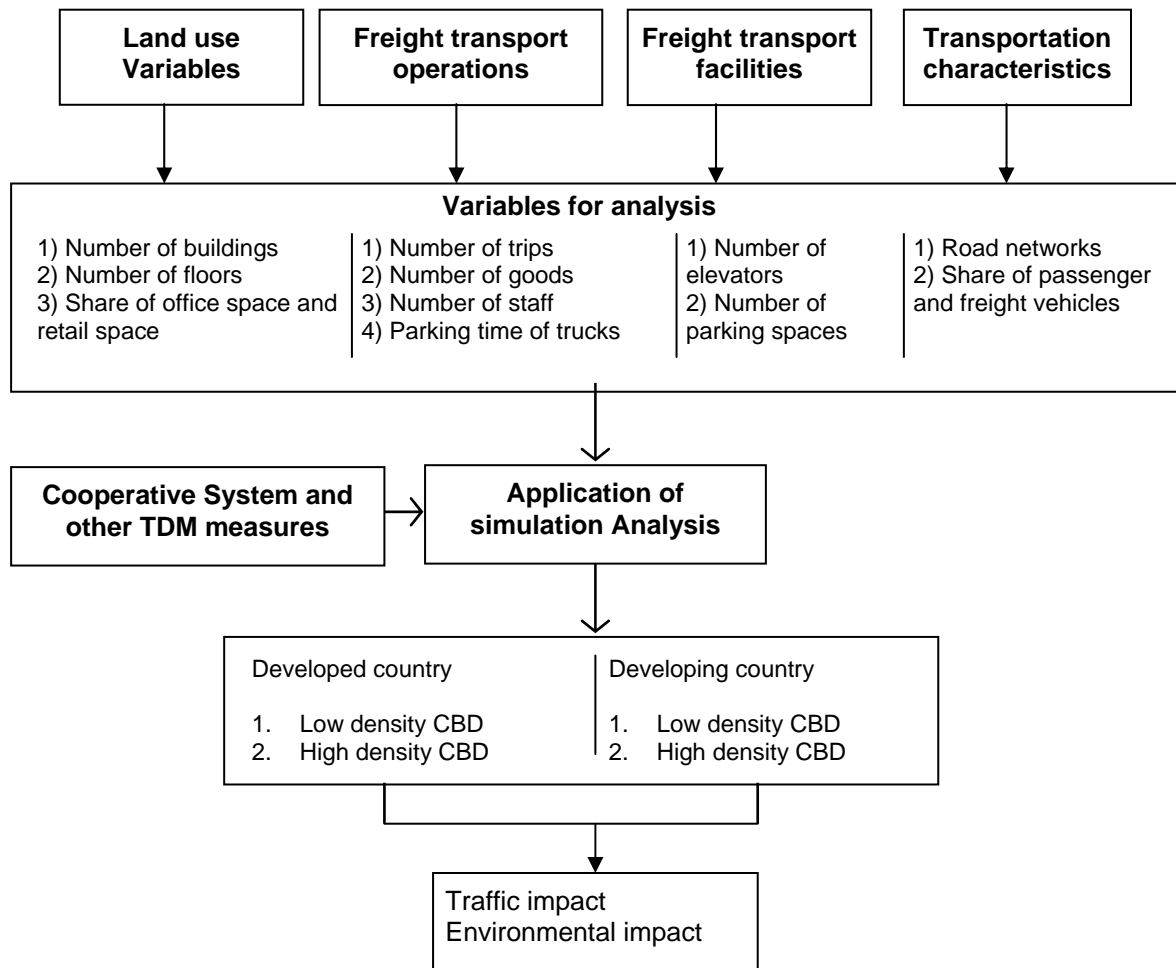 Land use
Variables
Freight transport
operations
Freight transport
facilities
Transportation
characteristics
Variables for analysis
1) Number of buildings
2) Number of floors
3) Share of office space and
retail space
1) Number of trips
2) Number of goods
3) Number of staff
4) Parking time of trucks
1) Number of
elevators
2) Number of
parking spaces
1) Road networks
2) Share of passenger
and freight vehicles
Cooperative System and
other TDM measures
Application of
simulation Analysis
Developed country
1. Low density CBD
2. High density CBD
Developing country
1. Low density CBD
2. High density CBD
Traffic impact
Environmental impact